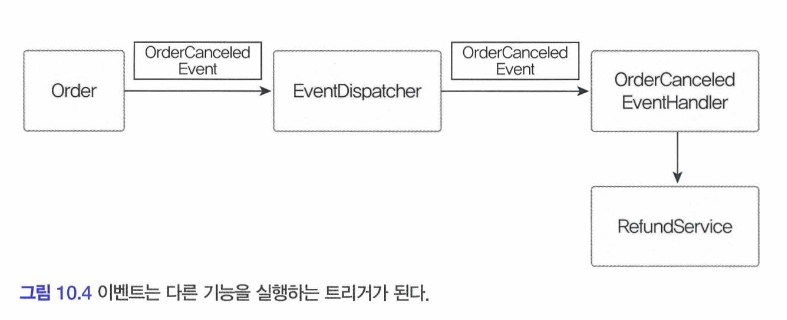 OrderCanceled
Event
OrderCanceled
Event
Order
EventDispatcher
OrderCanceled
EventHandler
RefundService
그림 10.4 이벤트는 다른 기능을 실행하는 트리거가 된다.